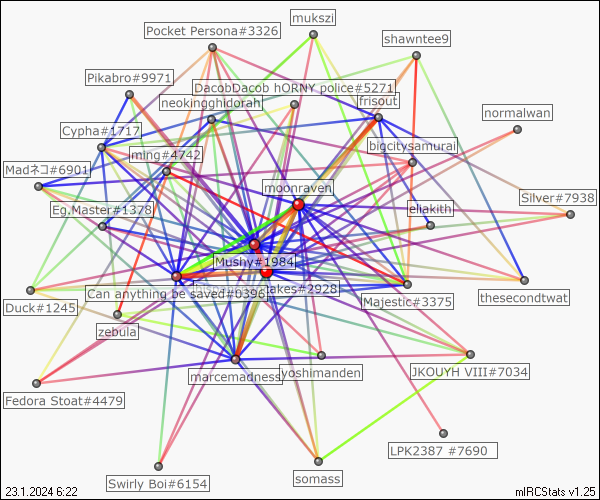 mukszi
Pocket Persona#3326
shawntee9
Pikabro#9971
DacobDacob hORNY police#5271
neokingghidorah
frisout
normalwan
Cypha#1717
bigcitysamurai
ming#4742
Madネコ#6901
moonraven
Silver#7938
Eg.Master#1378
eliakith
Mushy#1984
Can anything be saved#0396
takes#2928
Majestic#3375
thesecondtwat
Duck#1245
zebula
marcemadness
yoshimanden
JKOUYH VIII#7034
Fedora Stoat#4479
LPK2387 #7690
Swirly Boi#6154
somass
23.1.2024 6:22
mIRCStats v1.25